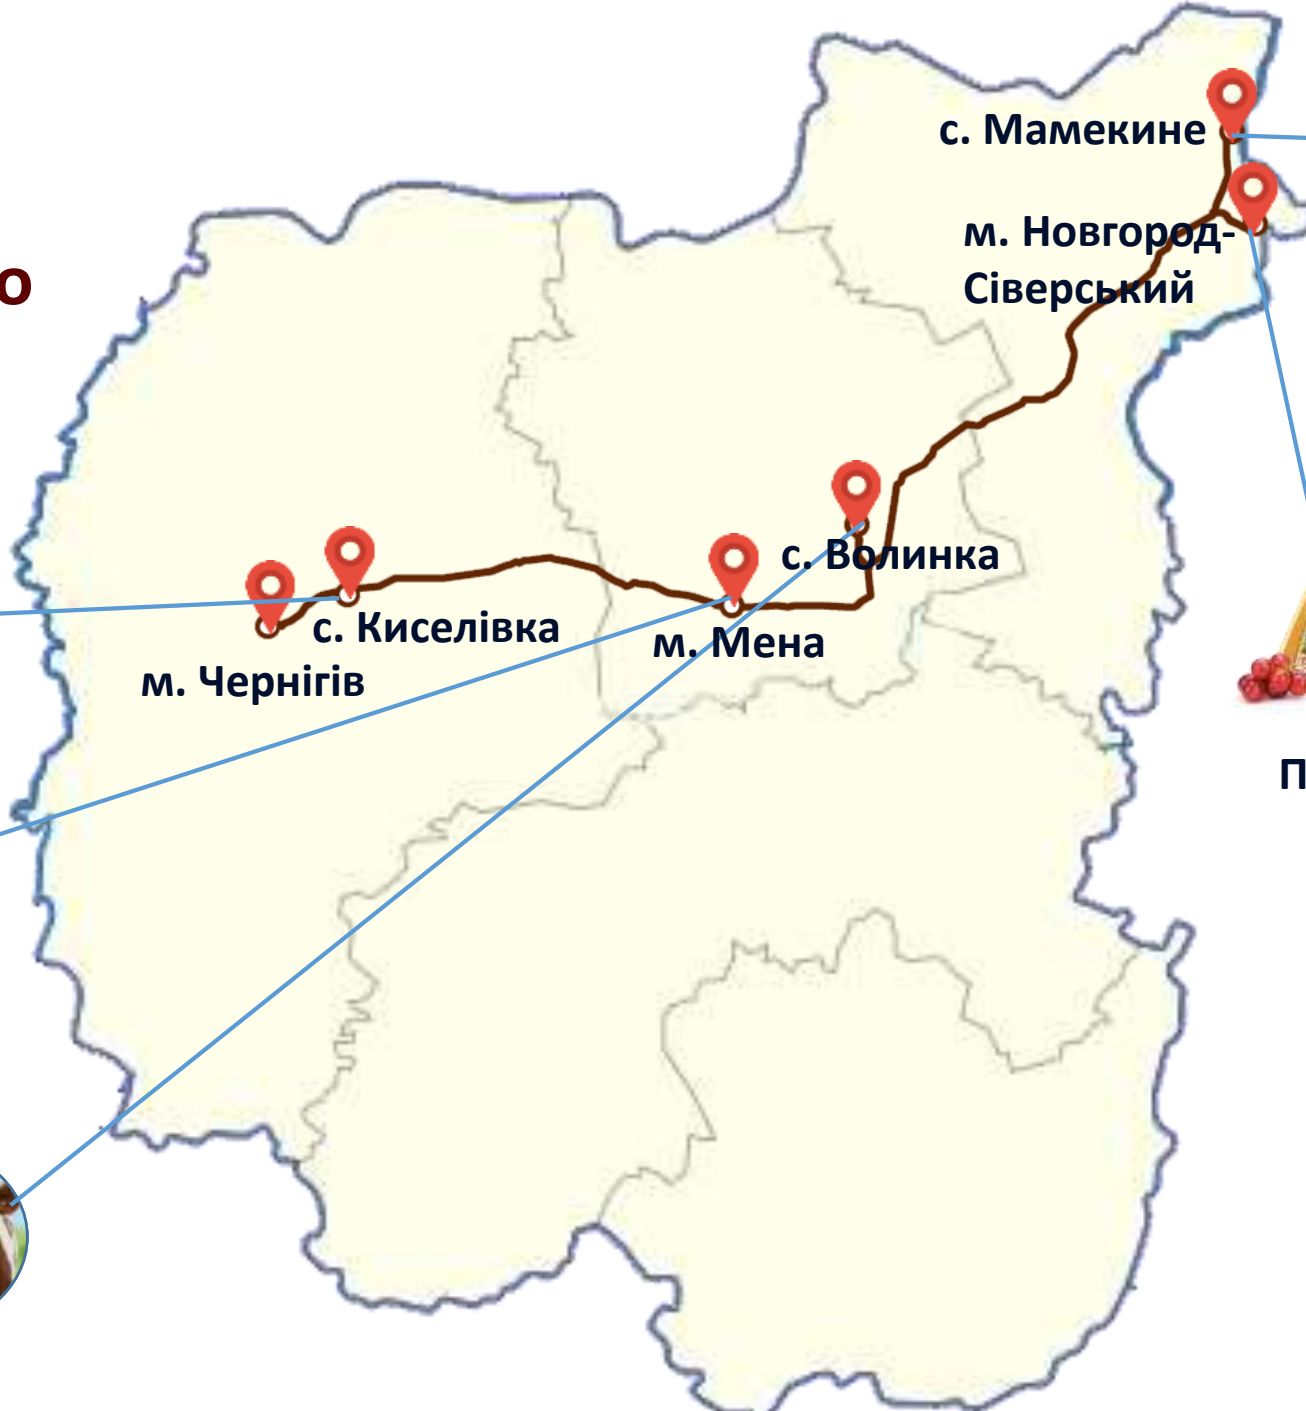 с. Мамекине
м. Новгород-
Сіверський
о
с. Волинка
с. Киселівка
м. Мена
м. Чернігів
П